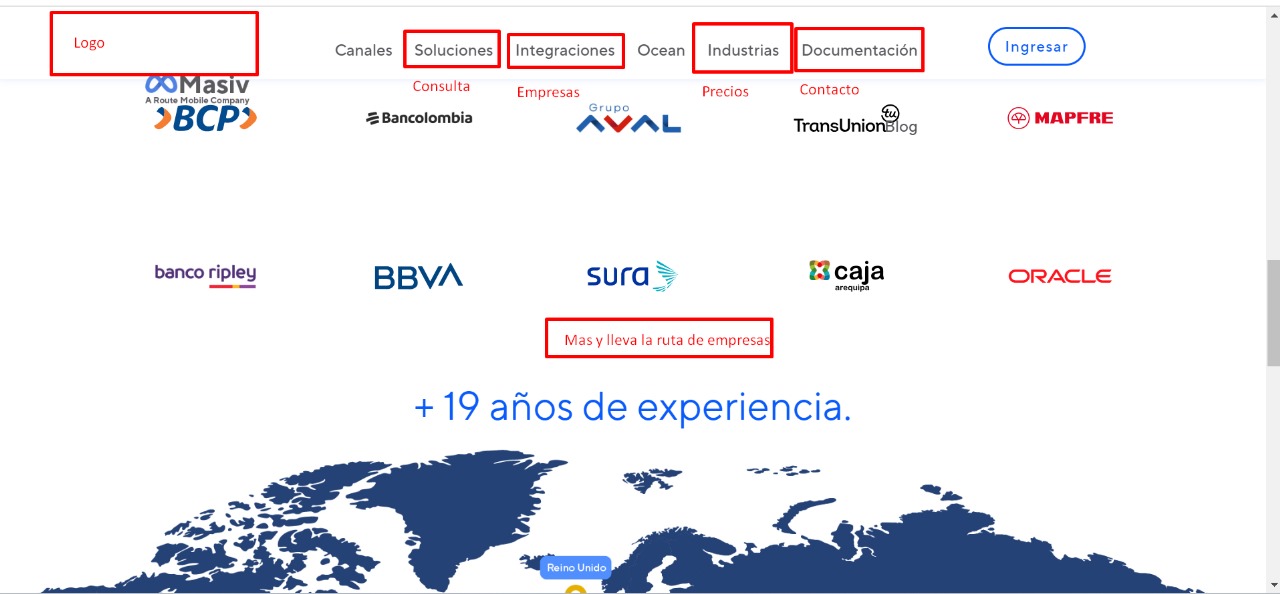 Logo
Canales Soluciones Integraciones Ocean Industrias Documentación Ingresar
Consulta Empresas Precios Contacto
Masiv
A Route Mobile Company
BCP Bancolombia Grupo AVAL TransUnion tu Blog MAPFRE
banco ripley BBVA sura caja arequipa ORACLE
Mas y lleva la ruta de empresas
+ 19 años de experiencia.
Reino Unido